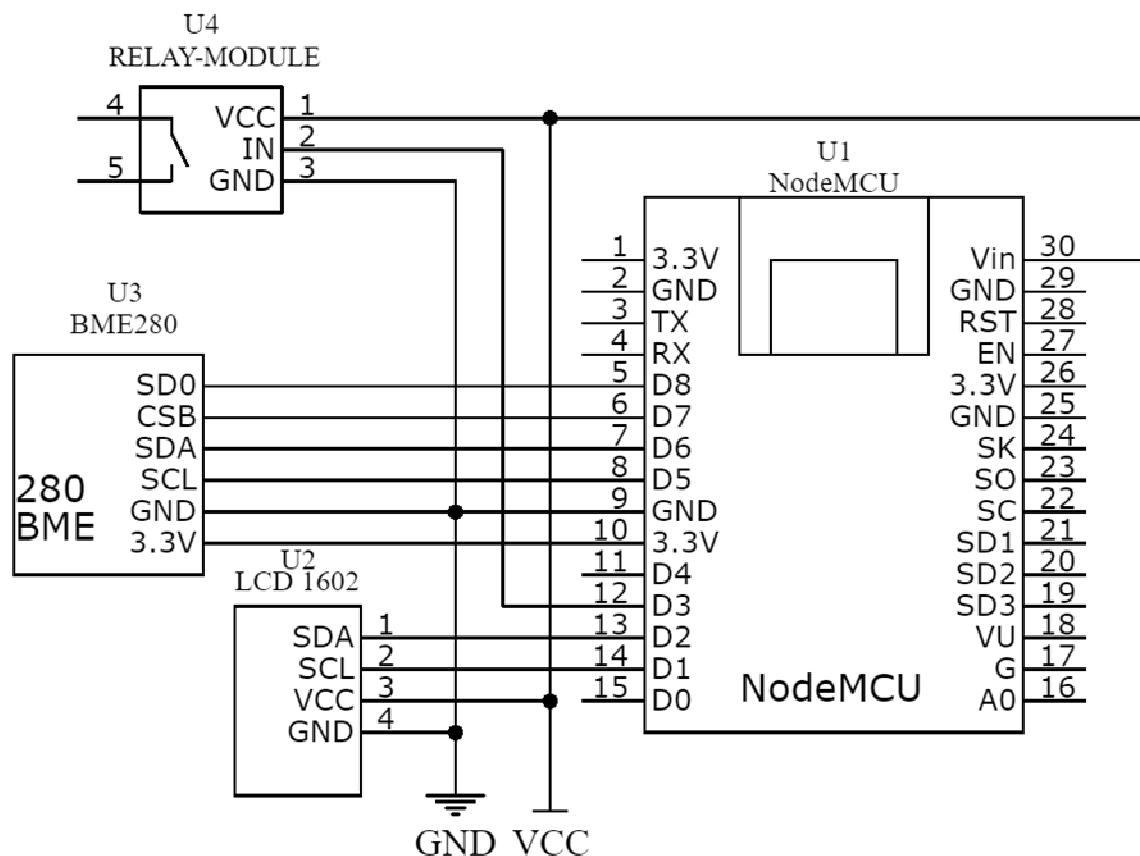 U4
RELAY-MODULE
4
5
VCC 1
IN 2
GND 3
U3
BME280
SD0
CSB
SDA
SCL
GND
3.3V
280
BME
U2
LCD 1602
SDA 1
SCL 2
VCC 3
GND 4
GND VCC
U1
NodeMCU
1 3.3V
2 GND
3 TX
4 RX
5 D8
6 D7
7 D6
8 D5
9 GND
10 3.3V
11 D4
12 D3
13 D2
14 D1
15 D0
Vin 30
GND 29
RST 28
EN 27
3.3V 26
GND 25
SK 24
SO 23
SC 22
SD1 21
SD2 20
SD3 19
VU 18
G 17
A0 16
NodeMCU